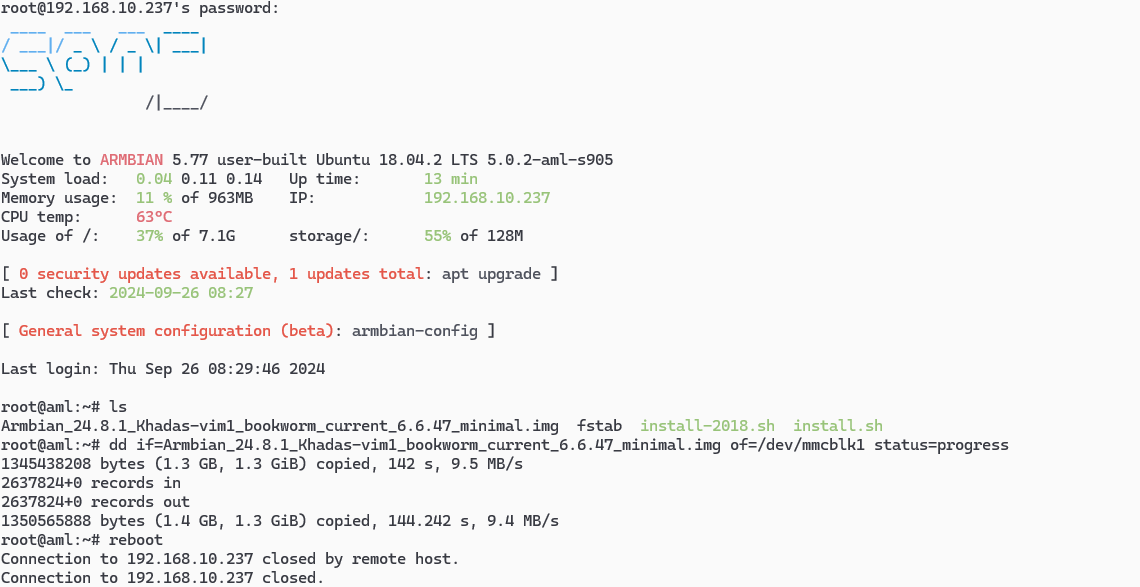 root@192.168.10.237's password:
 ____  ___   ___  ____
/ ___|/ _ \ / _ \| ___|
\___ \ (_) | | |
 ___) \_
                /|____/
Welcome to ARMBIAN 5.77 user-built Ubuntu 18.04.2 LTS 5.0.2-aml-s905
System load:   0.04 0.11 0.14   Up time:       13 min
Memory usage:  11 % of 963MB    IP:            192.168.10.237
CPU temp:      63°C
Usage of /:    37% of 7.1G      storage/:      55% of 128M
[ 0 security updates available, 1 updates total: apt upgrade ]
Last check: 2024-09-26 08:27
[ General system configuration (beta): armbian-config ]
Last login: Thu Sep 26 08:29:46 2024
root@aml:~# ls
Armbian_24.8.1_Khadas-vim1_bookworm_current_6.6.47_minimal.img  fstab  install-2018.sh  install.sh
root@aml:~# dd if=Armbian_24.8.1_Khadas-vim1_bookworm_current_6.6.47_minimal.img of=/dev/mmcblk1 status=progress
1345438208 bytes (1.3 GB, 1.3 GiB) copied, 142 s, 9.5 MB/s
2637824+0 records in
2637824+0 records out
1350565888 bytes (1.4 GB, 1.3 GiB) copied, 144.242 s, 9.4 MB/s
root@aml:~# reboot
Connection to 192.168.10.237 closed by remote host.
Connection to 192.168.10.237 closed.